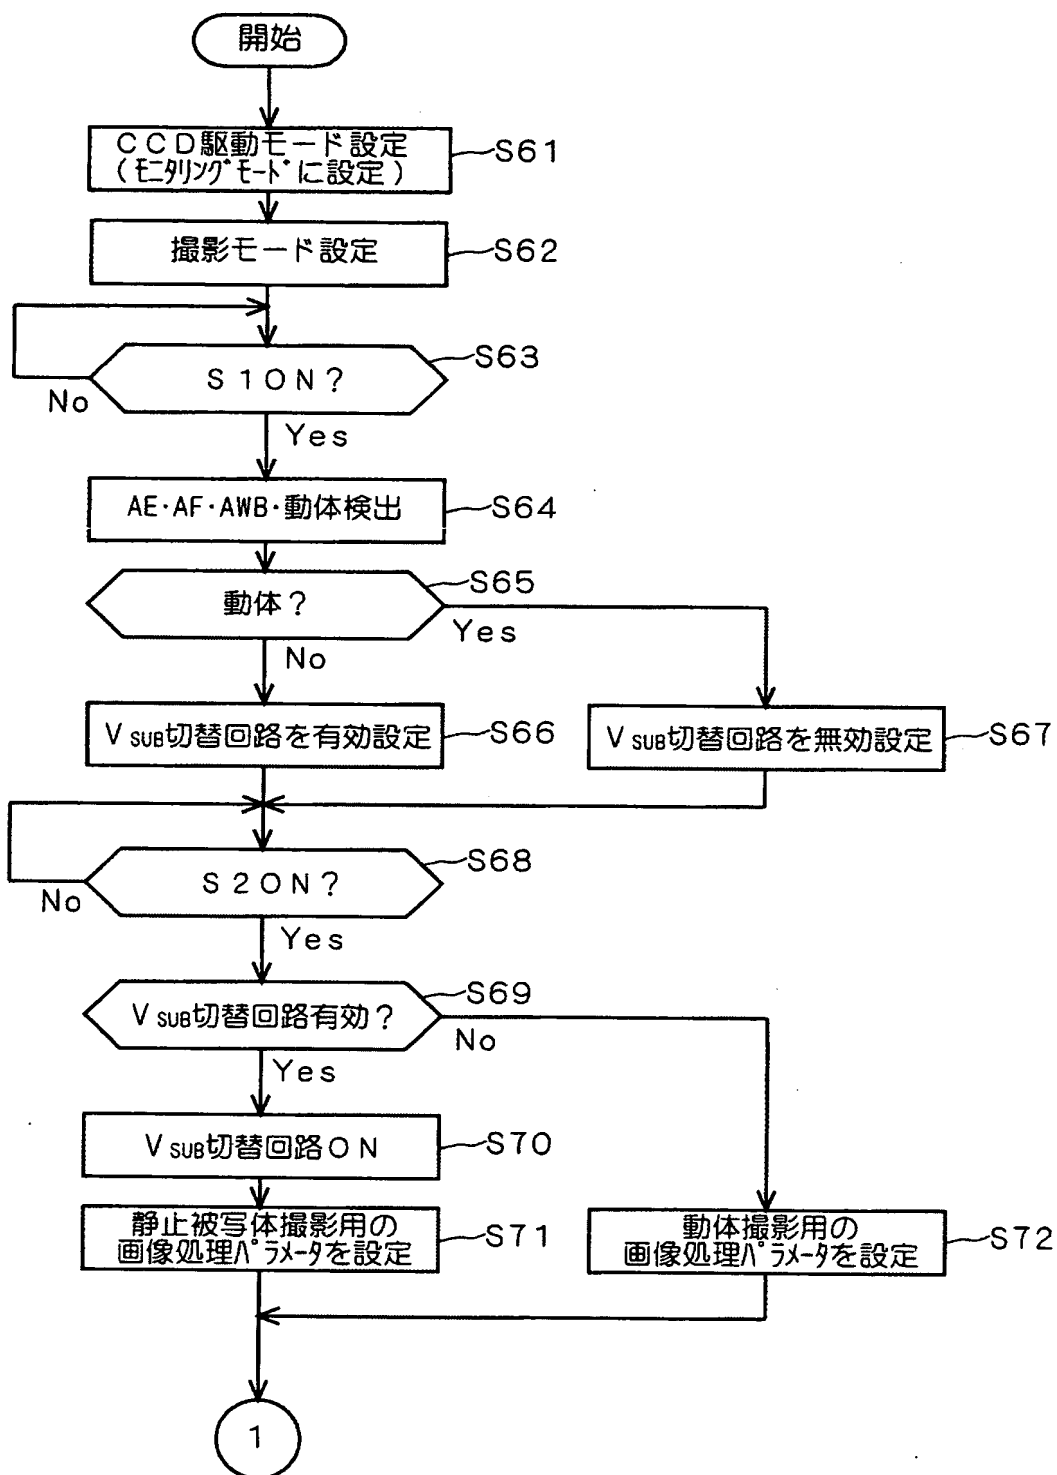 開始
CCD駆動モード設定
(モニタリングモードに設定)
S61
撮影モード設定
S62
S1ON?
S63
No
Yes
AE·AF·AWB·動体検出
S64
動体?
S65
Yes
No
VSUB切替回路を有効設定
S66
VSUB切替回路を無効設定
S67
S2ON?
S68
No
Yes
VSUB切替回路有効?
S69
No
Yes
VSUB切替回路ON
S70
静止被写体撮影用の
画像処理パラメータを設定
S71
動体撮影用の
画像処理パラメータを設定
S72
1